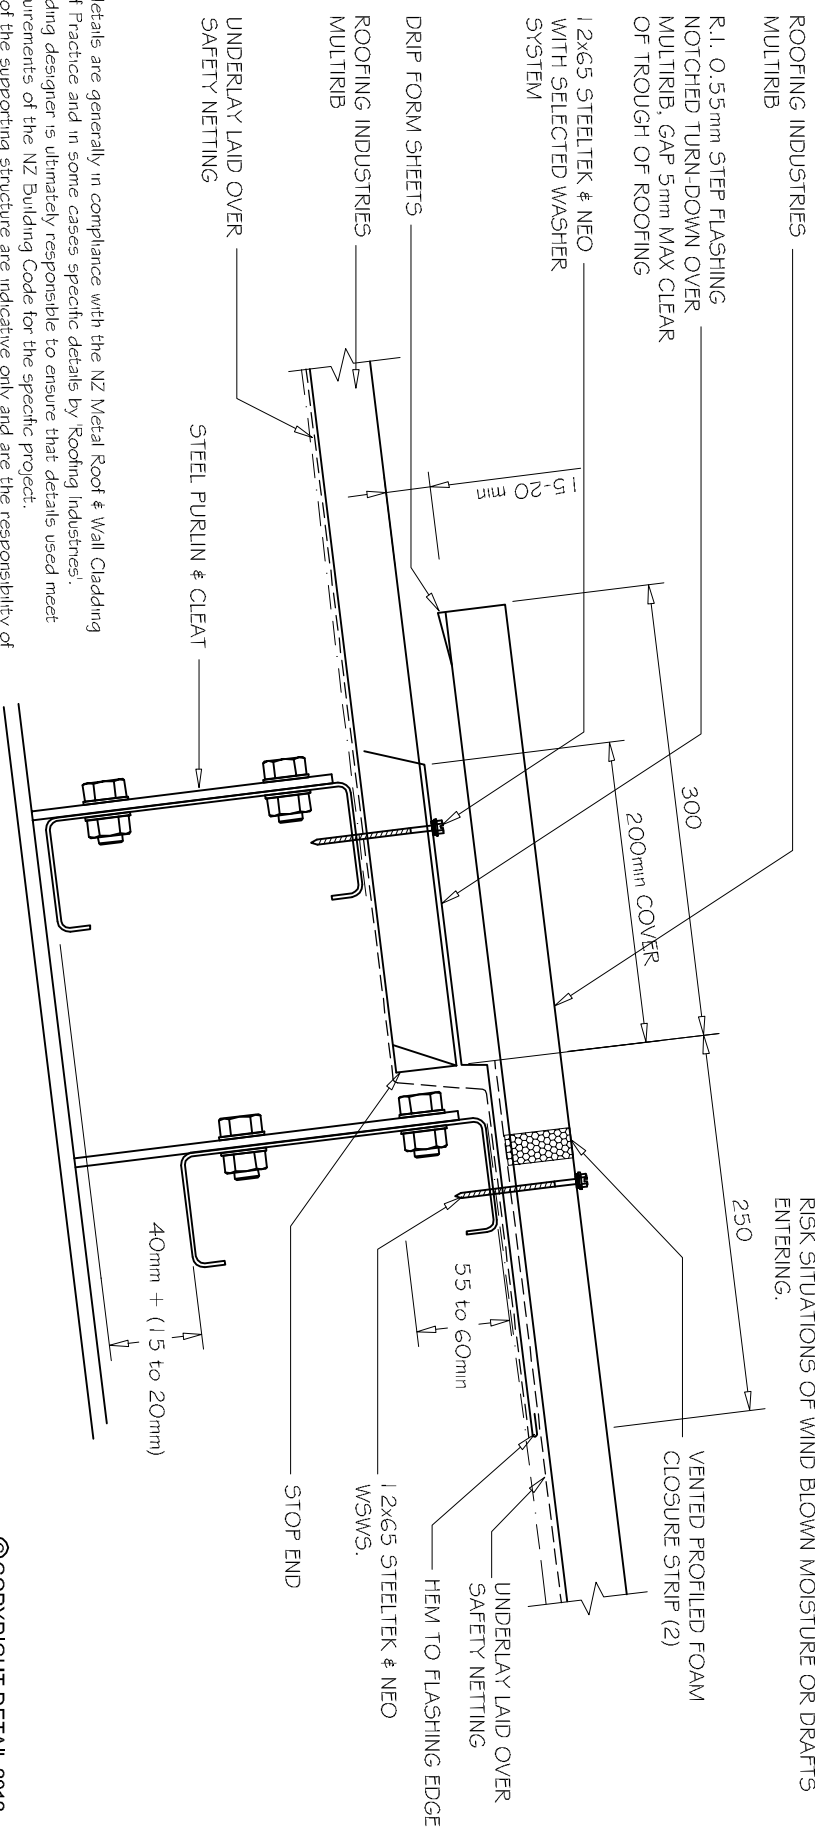 ROOFING INDUSTRIES
MULTIRIB
R.I. 0.55mm STEP FLASHING
NOTCHED TURN-DOWN OVER
MULTIRIB, GAP 5mm MAX CLEAR
OF TROUGH OF ROOFING
12x65 STEELTEK & NEO
WITH SELECTED WASHER
SYSTEM
DRIP FORM SHEETS
ROOFING INDUSTRIES
MULTIRIB
UNDERLAY LAID OVER
SAFETY NETTING
STEEL PURLIN & CLEAT
15-20 min
300
200min COVER
250
55 to 60min
40mm + (15 to 20mm)
RISK SITUATIONS OF WIND BLOWN MOISTURE OR DRAFTS
ENTERING.
VENTED PROFILED FOAM
CLOSURE STRIP (2)
UNDERLAY LAID OVER
SAFETY NETTING
HEM TO FLASHING EDGE
12x65 STEELTEK & NEO
WSWS.
STOP END
details are generally in compliance with the NZ Metal Roof & Wall Cladding
f Practice and in some cases specific details by 'Roofing Industries'.
ding designer is ultimately responsible to ensure that details used meet
uirements of the NZ Building Code for the specific project.
of the supporting structure are indicative only and are the responsibility of
©COPYRIGHT DETAIL